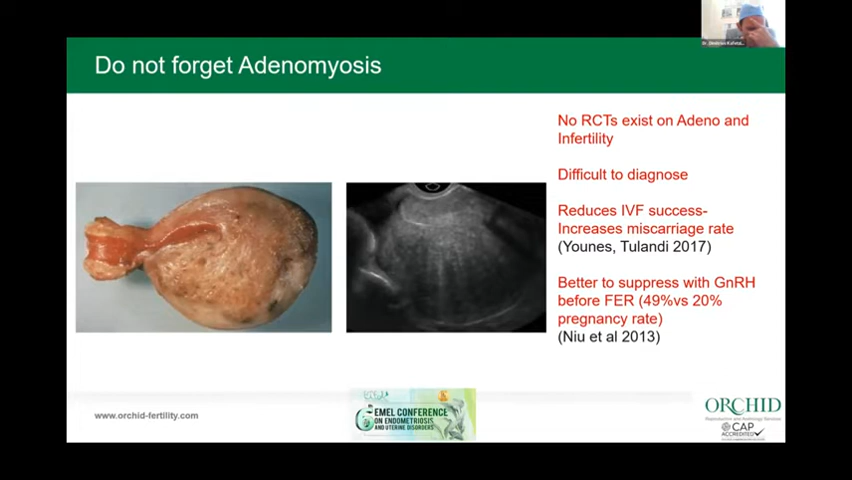 Do not forget Adenomyosis
No RCTs exist on Adeno and
Infertility
Difficult to diagnose
Reduces IVF success-
Increases miscarriage rate
(Younes, Tulandi 2017)
Better to suppress with GnRH
before FER (49%vs 20%
pregnancy rate)
(Niu et al 2013)
www.orchid-fertility.com
EMEL CONFERENCE
ON ENDOMETRIOSIS
AND UTERINE DISORDERS
ORCHID
CAP
ACCREDITED